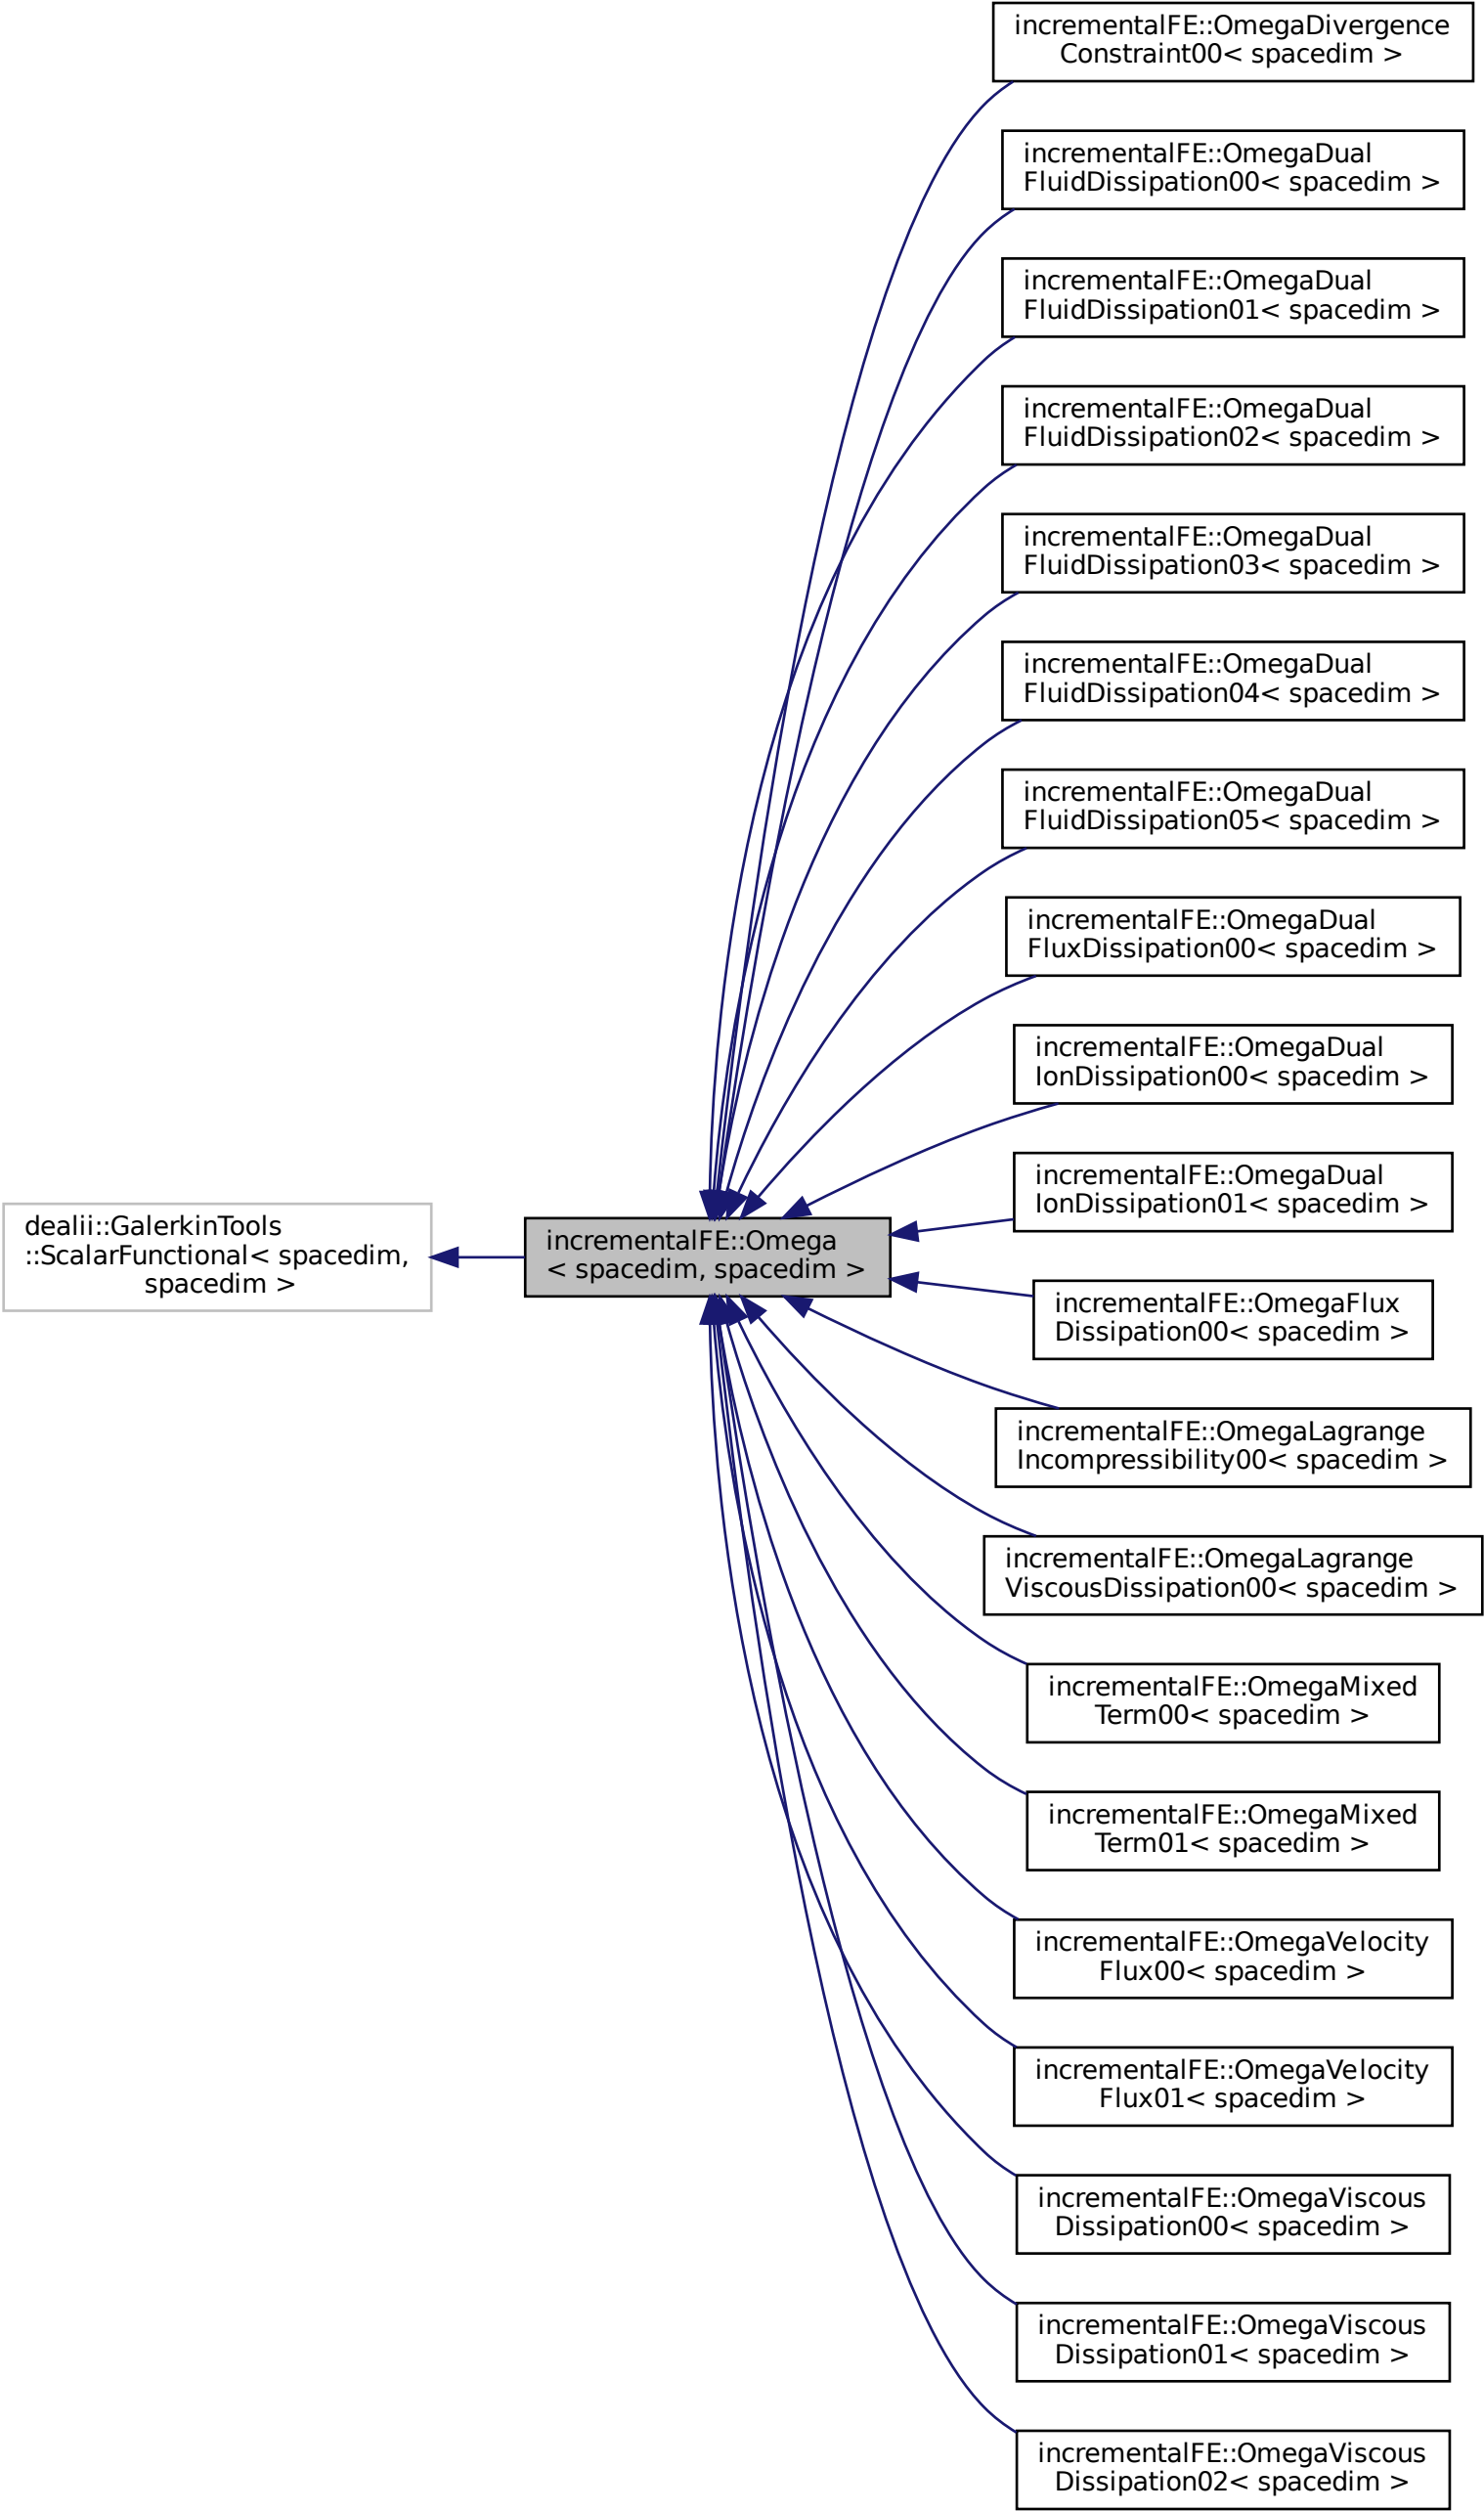 incrementalFE::OmegaDivergence
Constraint00< spacedim >
incrementalFE::OmegaDual
FluidDissipation00< spacedim >
incrementalFE::OmegaDual
FluidDissipation01< spacedim >
incrementalFE::OmegaDual
FluidDissipation02< spacedim >
incrementalFE::OmegaDual
FluidDissipation03< spacedim >
incrementalFE::OmegaDual
FluidDissipation04< spacedim >
incrementalFE::OmegaDual
FluidDissipation05< spacedim >
incrementalFE::OmegaDual
FluxDissipation00< spacedim >
incrementalFE::OmegaDual
IonDissipation00< spacedim >
incrementalFE::OmegaDual
IonDissipation01< spacedim >
dealii::GalerkinTools
::ScalarFunctional< spacedim,
spacedim >
incrementalFE::Omega
< spacedim, spacedim >
incrementalFE::OmegaFlux
Dissipation00< spacedim >
incrementalFE::OmegaLagrange
Incompressibility00< spacedim >
incrementalFE::OmegaLagrange
ViscousDissipation00< spacedim >
incrementalFE::OmegaMixed
Term00< spacedim >
incrementalFE::OmegaMixed
Term01< spacedim >
incrementalFE::OmegaVelocity
Flux00< spacedim >
incrementalFE::OmegaVelocity
Flux01< spacedim >
incrementalFE::OmegaViscous
Dissipation00< spacedim >
incrementalFE::OmegaViscous
Dissipation01< spacedim >
incrementalFE::OmegaViscous
Dissipation02< spacedim >